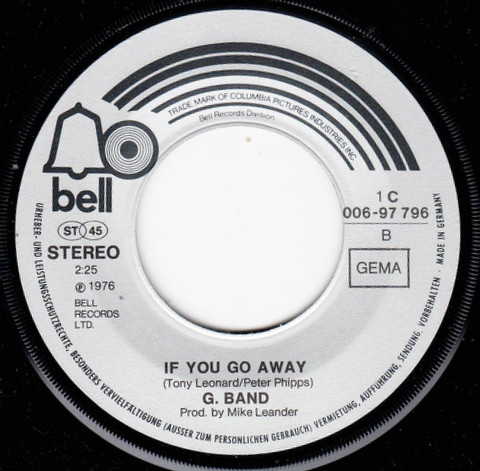 TRADE MARK OF COLUMBIA PICTURES INDUSTRIES INC.
Bell Records Division
bell
ST 45
STEREO
2:25
℗ 1976
BELL
RECORDS
LTD.
1 C
006-97 796
B
GEMA
MADE IN GERMANY
IF YOU GO AWAY
(Tony Leonard/Peter Phipps)
G. BAND
Prod. by Mike Leander
URHEBER- UND LEISTUNGSSCHUTZRECHTE, BESONDERS VERVIELFÄLTIGUNG (AUSSER ZUM PERSÖNLICHEN GEBRAUCH) VERMIETUNG, AUFFÜHRUNG, SENDUNG, VORBEHALTEN ·